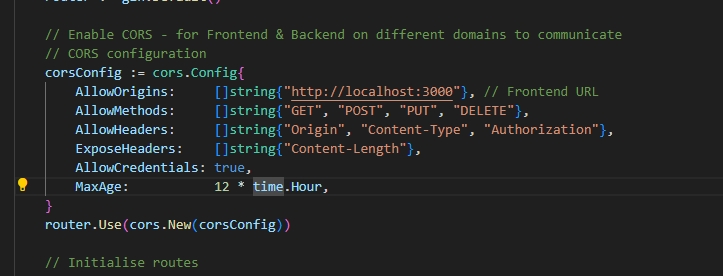 // Enable CORS - for Frontend & Backend on different domains to communicate
// CORS configuration
corsConfig := cors.Config{
    AllowOrigins:     []string{"http://localhost:3000"}, // Frontend URL
    AllowMethods:     []string{"GET", "POST", "PUT", "DELETE"},
    AllowHeaders:     []string{"Origin", "Content-Type", "Authorization"},
    ExposeHeaders:    []string{"Content-Length"},
    AllowCredentials: true,
    MaxAge:           12 * time.Hour,
}
router.Use(cors.New(corsConfig))
// Initialise routes